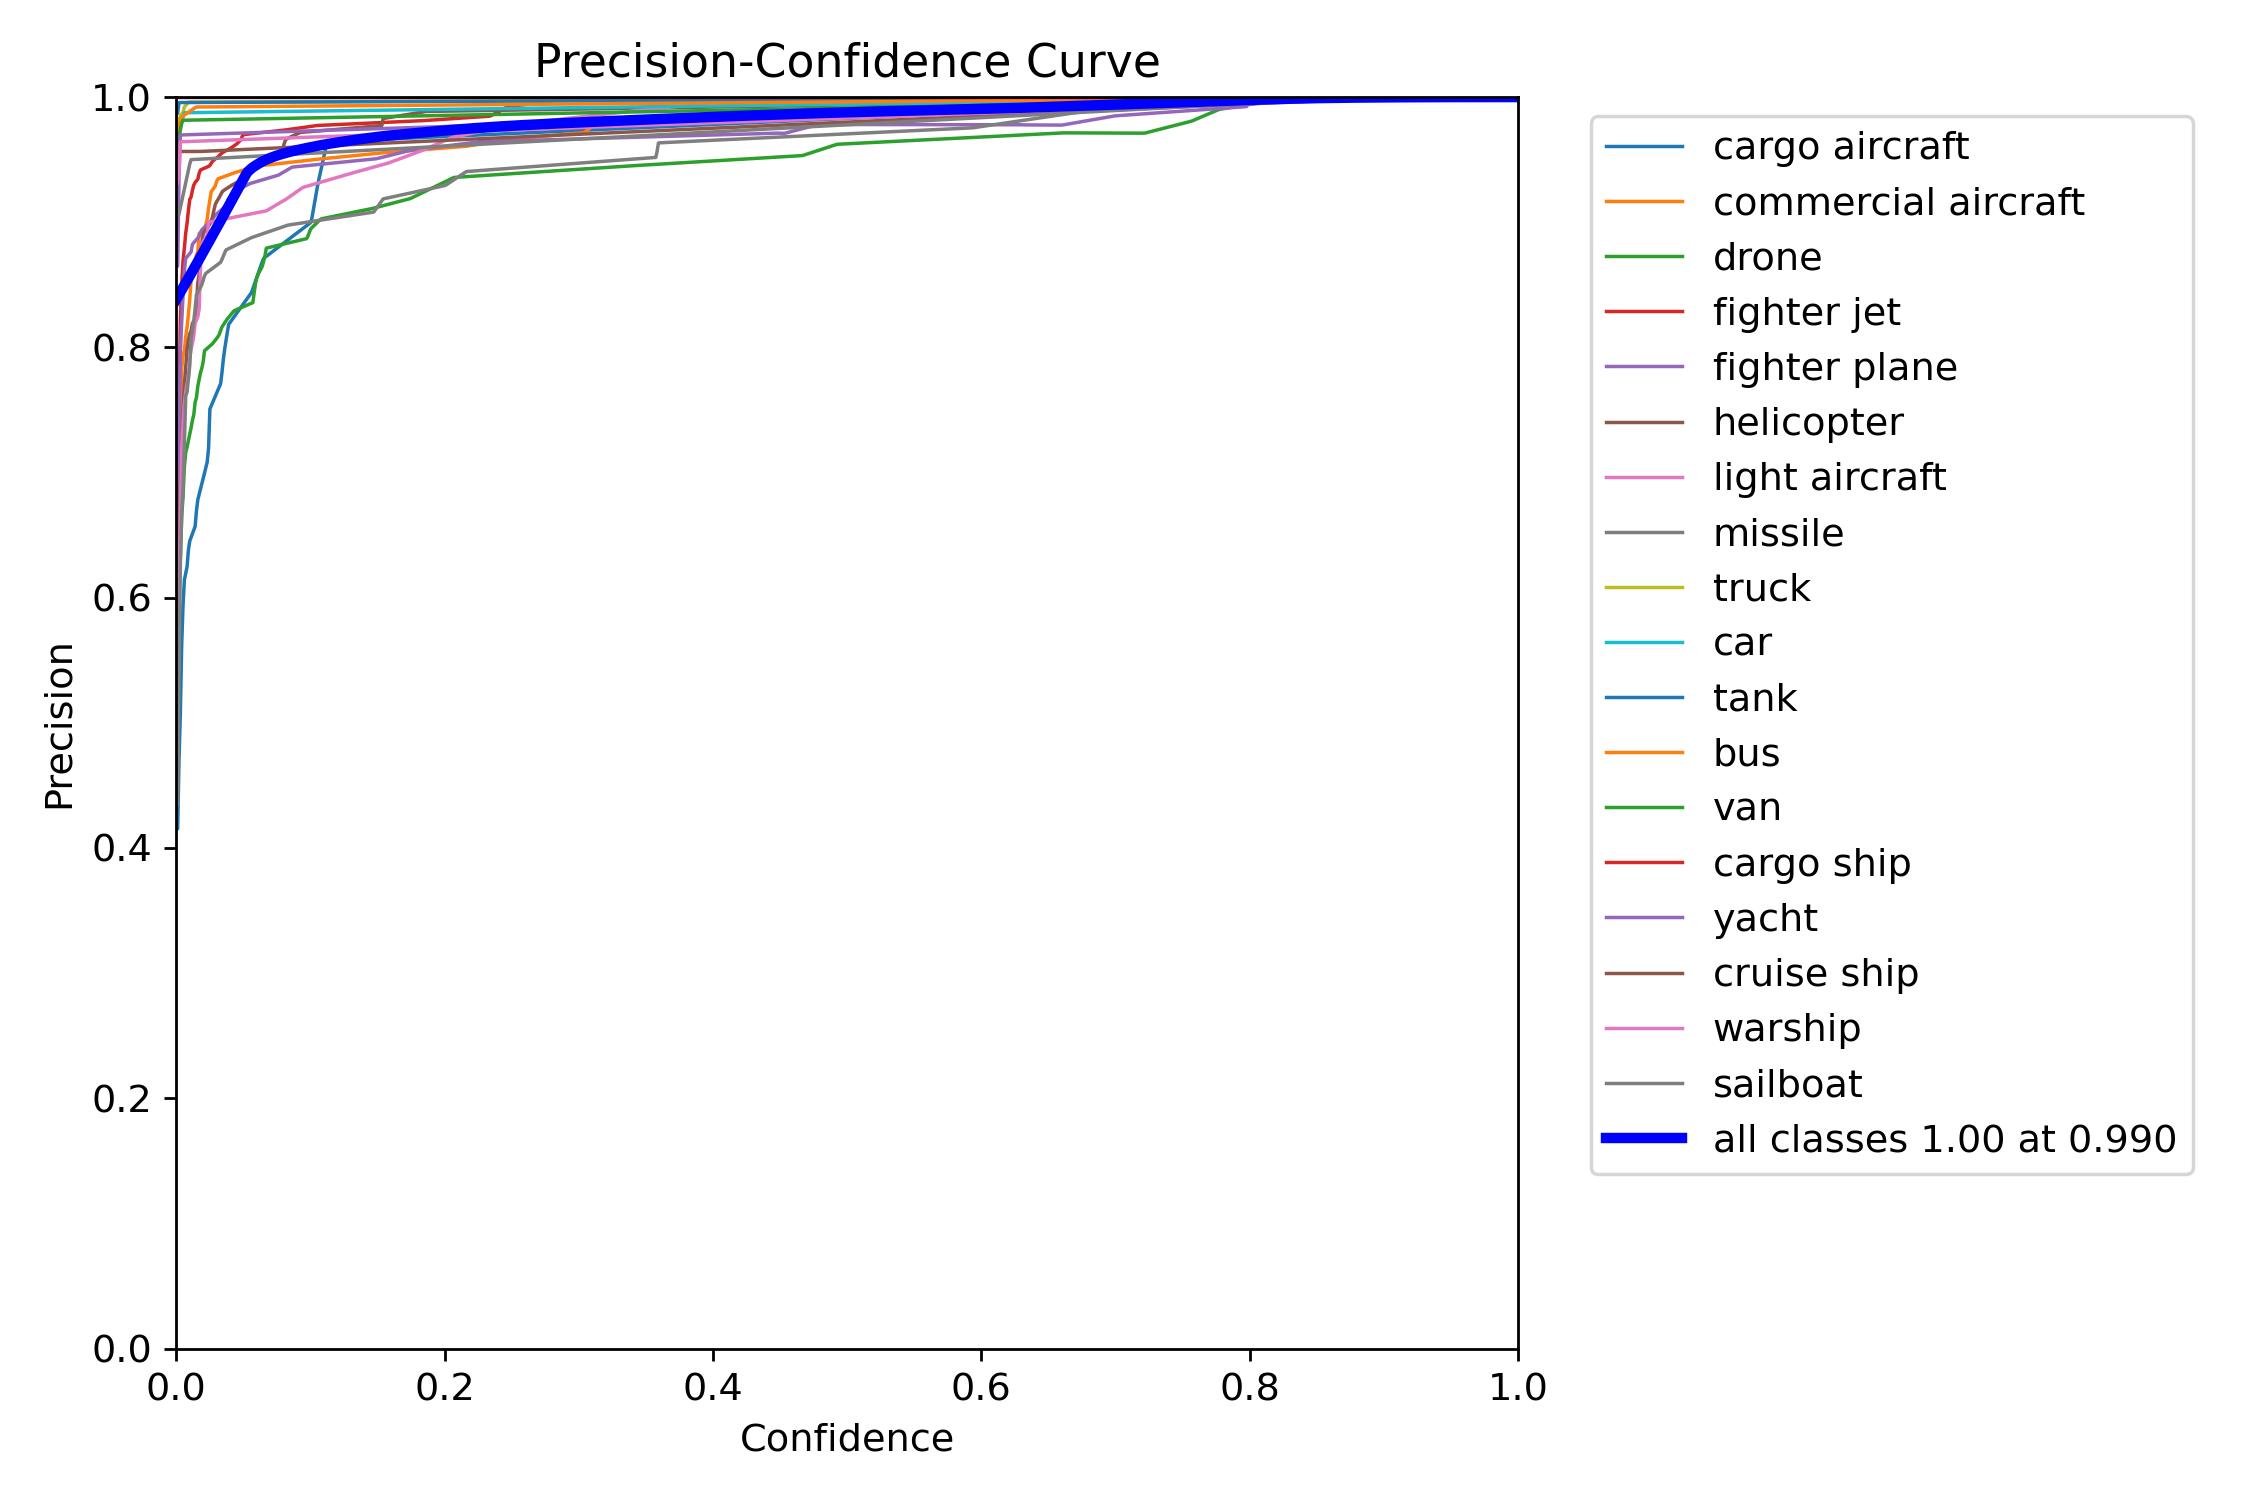 Precision-Confidence Curve
1.0
0.8
0.6
0.4
0.2
0.0
Precision
0.0 0.2 0.4 0.6 0.8 1.0
Confidence
cargo aircraft
commercial aircraft
drone
fighter jet
fighter plane
helicopter
light aircraft
missile
truck
car
tank
bus
van
cargo ship
yacht
cruise ship
warship
sailboat
all classes 1.00 at 0.990